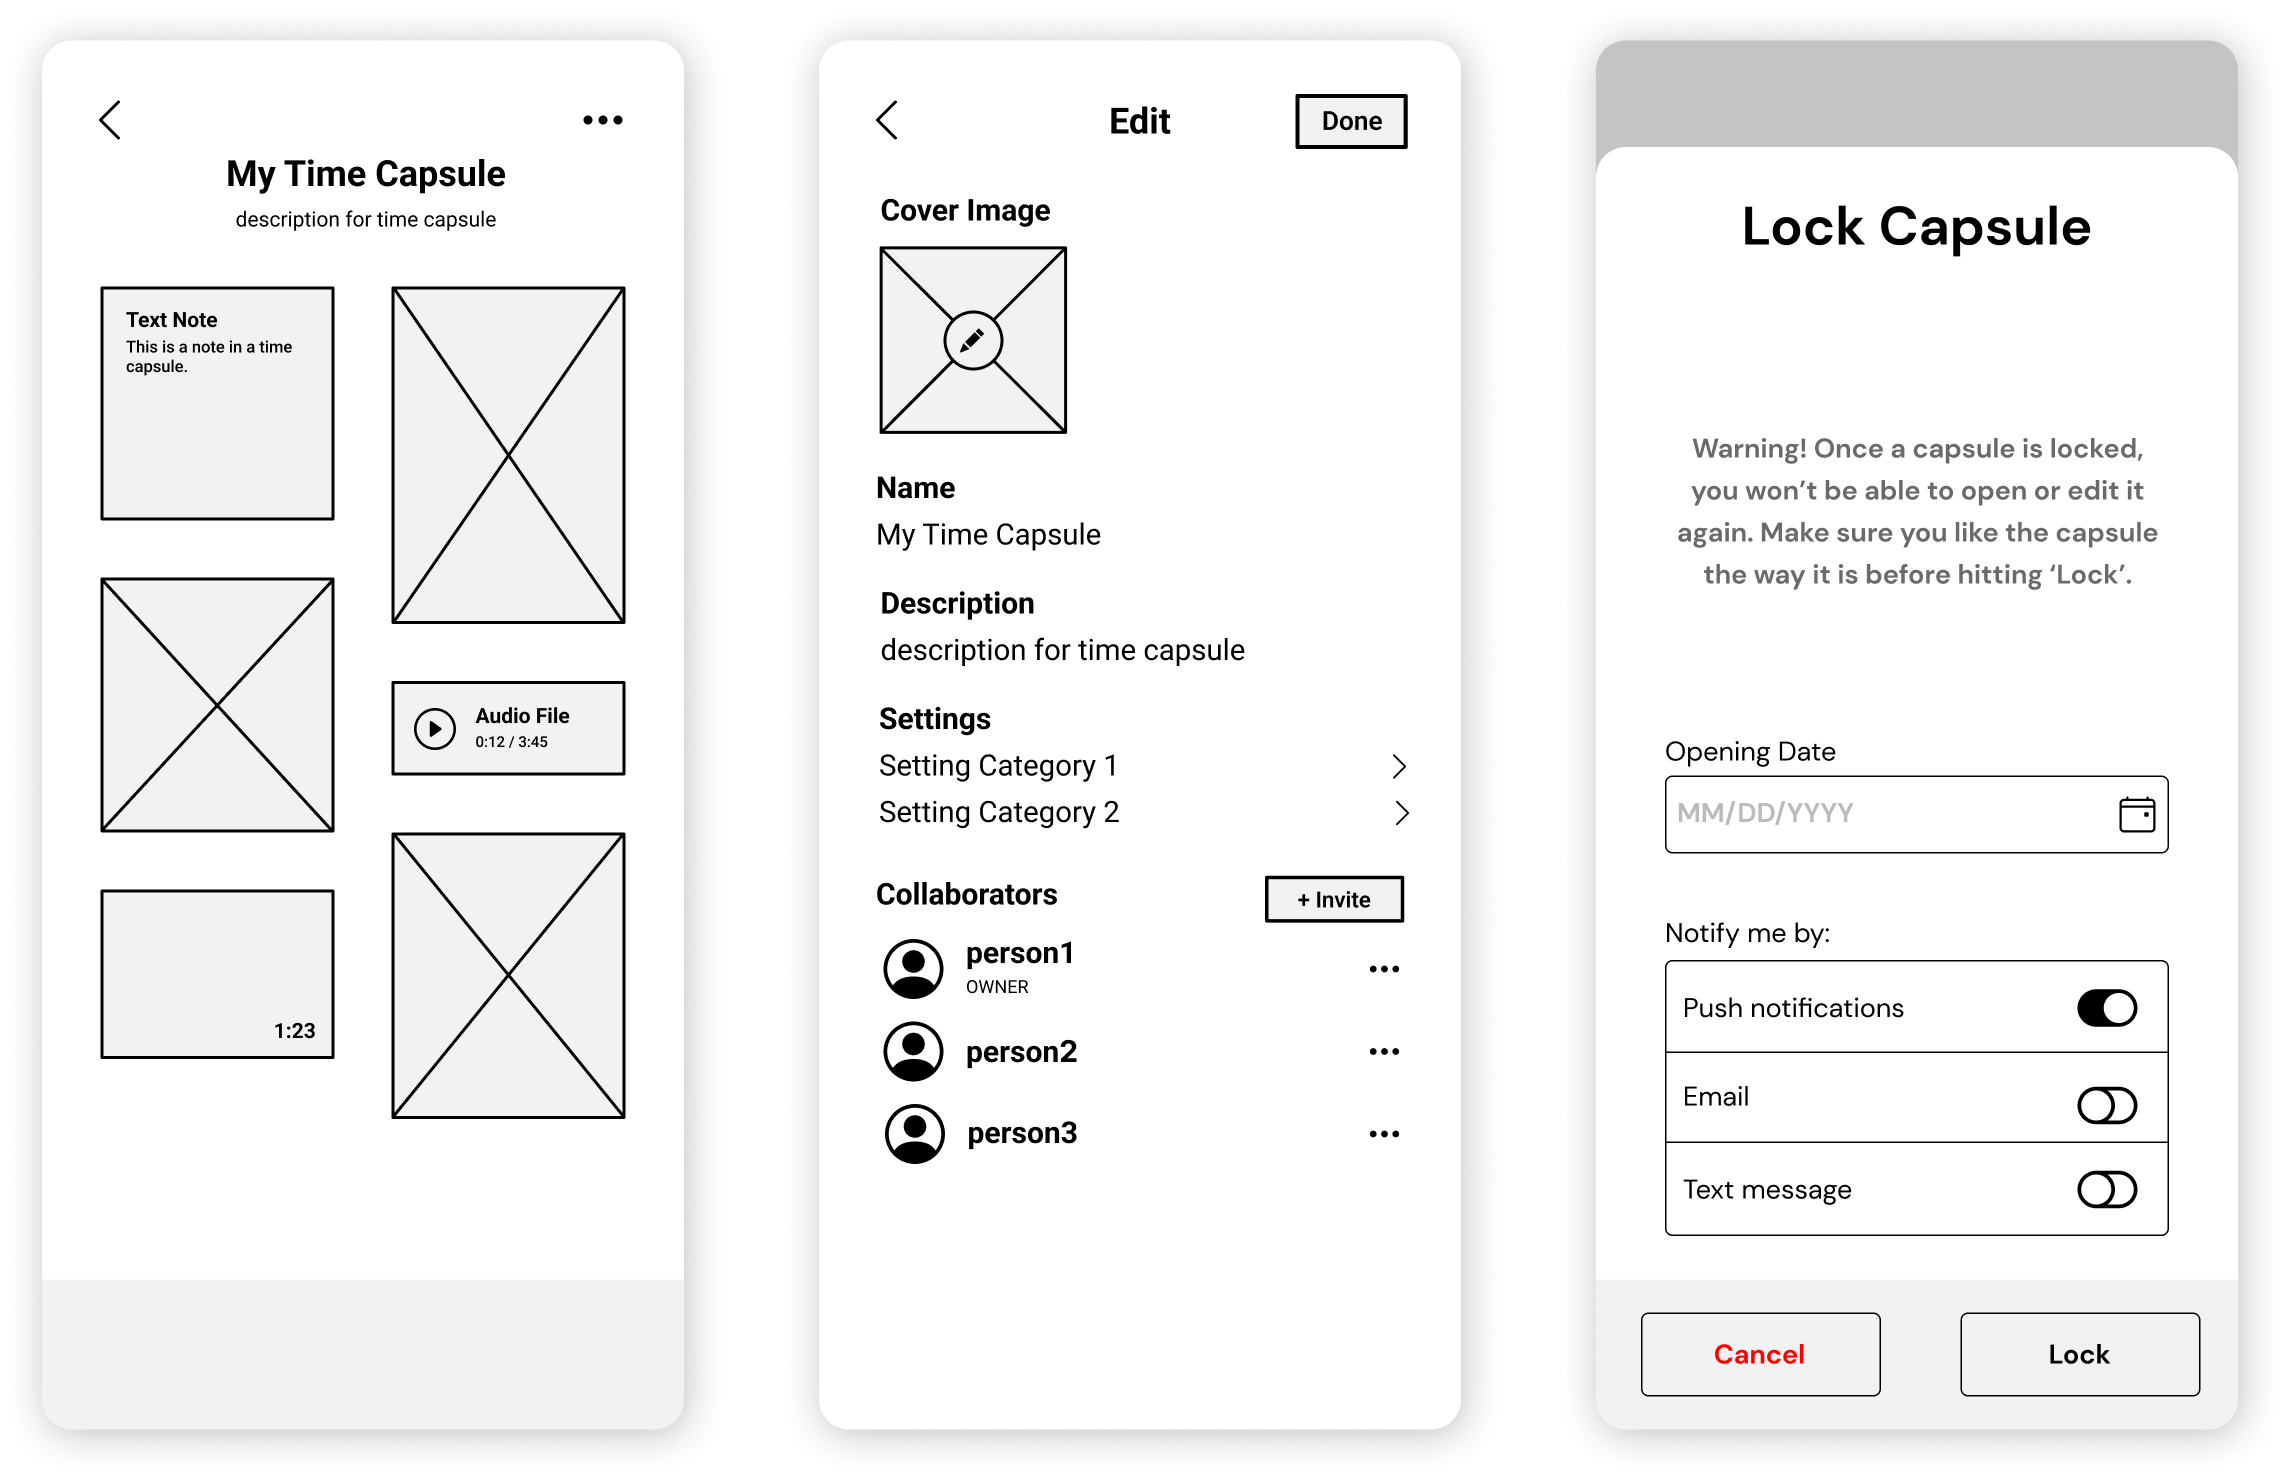 My Time Capsule
description for time capsule
Text Note
This is a note in a time
capsule.
Audio File
0:12 / 3:45
1:23
Edit
Done
Cover Image
Name
My Time Capsule
Description
description for time capsule
Settings
Setting Category 1
Setting Category 2
Collaborators
+ Invite
person1
OWNER
person2
person3
Lock Capsule
Warning! Once a capsule is locked,
you won’t be able to open or edit it
again. Make sure you like the capsule
the way it is before hitting ‘Lock’.
Opening Date
MM/DD/YYYY
Notify me by:
Push notifications
Email
Text message
Cancel
Lock